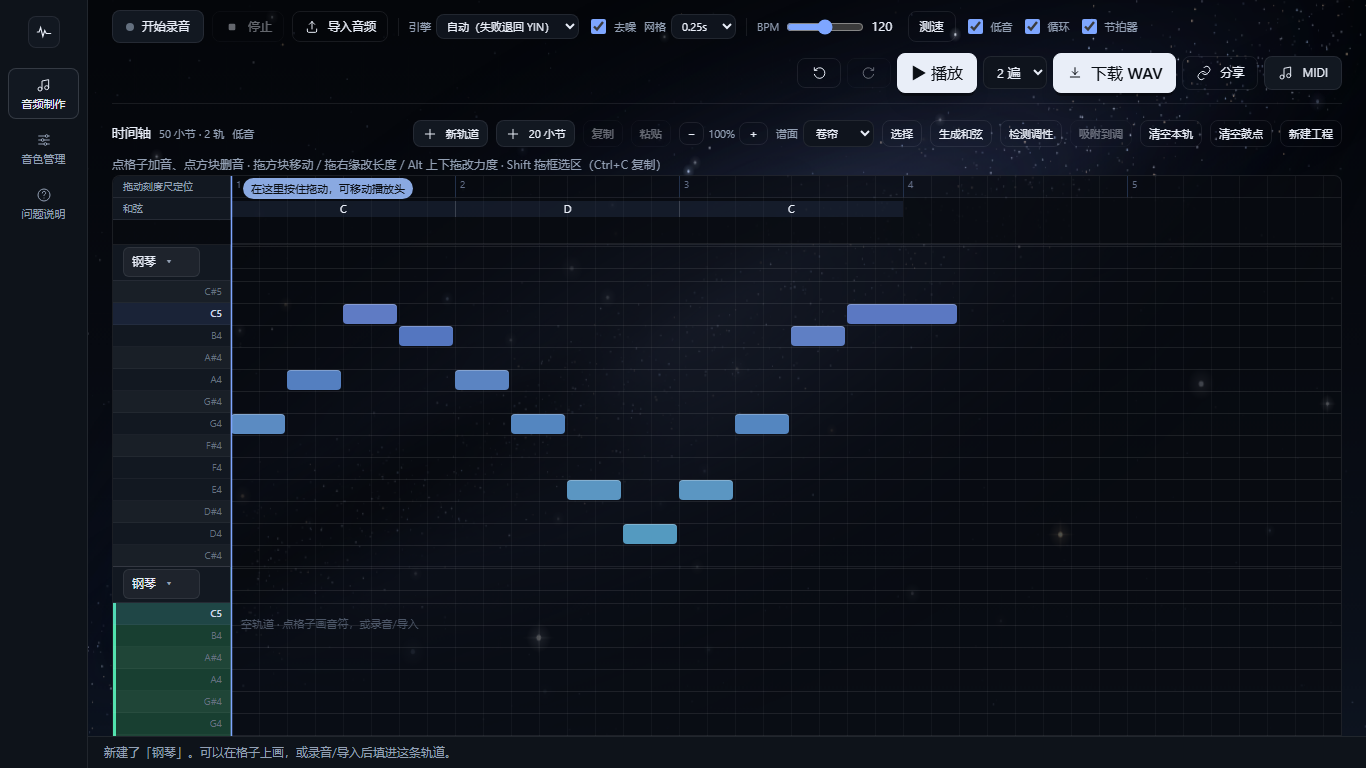 开始录音 停止 导入音频 引擎 自动（失败退回 YIN） 去噪 网格 0.25s BPM 120 测速 低音 循环 节拍器
播放 2 遍 下载 WAV 分享 MIDI
音频制作
音色管理
问题说明
时间轴 50 小节 · 2 轨 低音 新轨道 20 小节 复制 粘贴 − 100% + 谱面 卷帘 选择 生成和弦 检测调性 吸附到调 清空本轨 清空鼓点 新建工程
点格子加音、点方块删音 · 拖方块移动 / 拖右缘改长度 / Alt 上下拖改力度 · Shift 拖框选区（Ctrl+C 复制）
拖动刻度尺定位 1 在这里按住拖动，可移动播放头 2 3 4 5
和弦 C D C
钢琴
C#5
C5
B4
A#4
A4
G#4
G4
F#4
F4
E4
D#4
D4
C#4
钢琴
C5
空轨道 · 点格子画音符，或录音/导入
B4
A#4
A4
G#4
G4
新建了「钢琴」。可以在格子上画，或录音/导入后填进这条轨道。